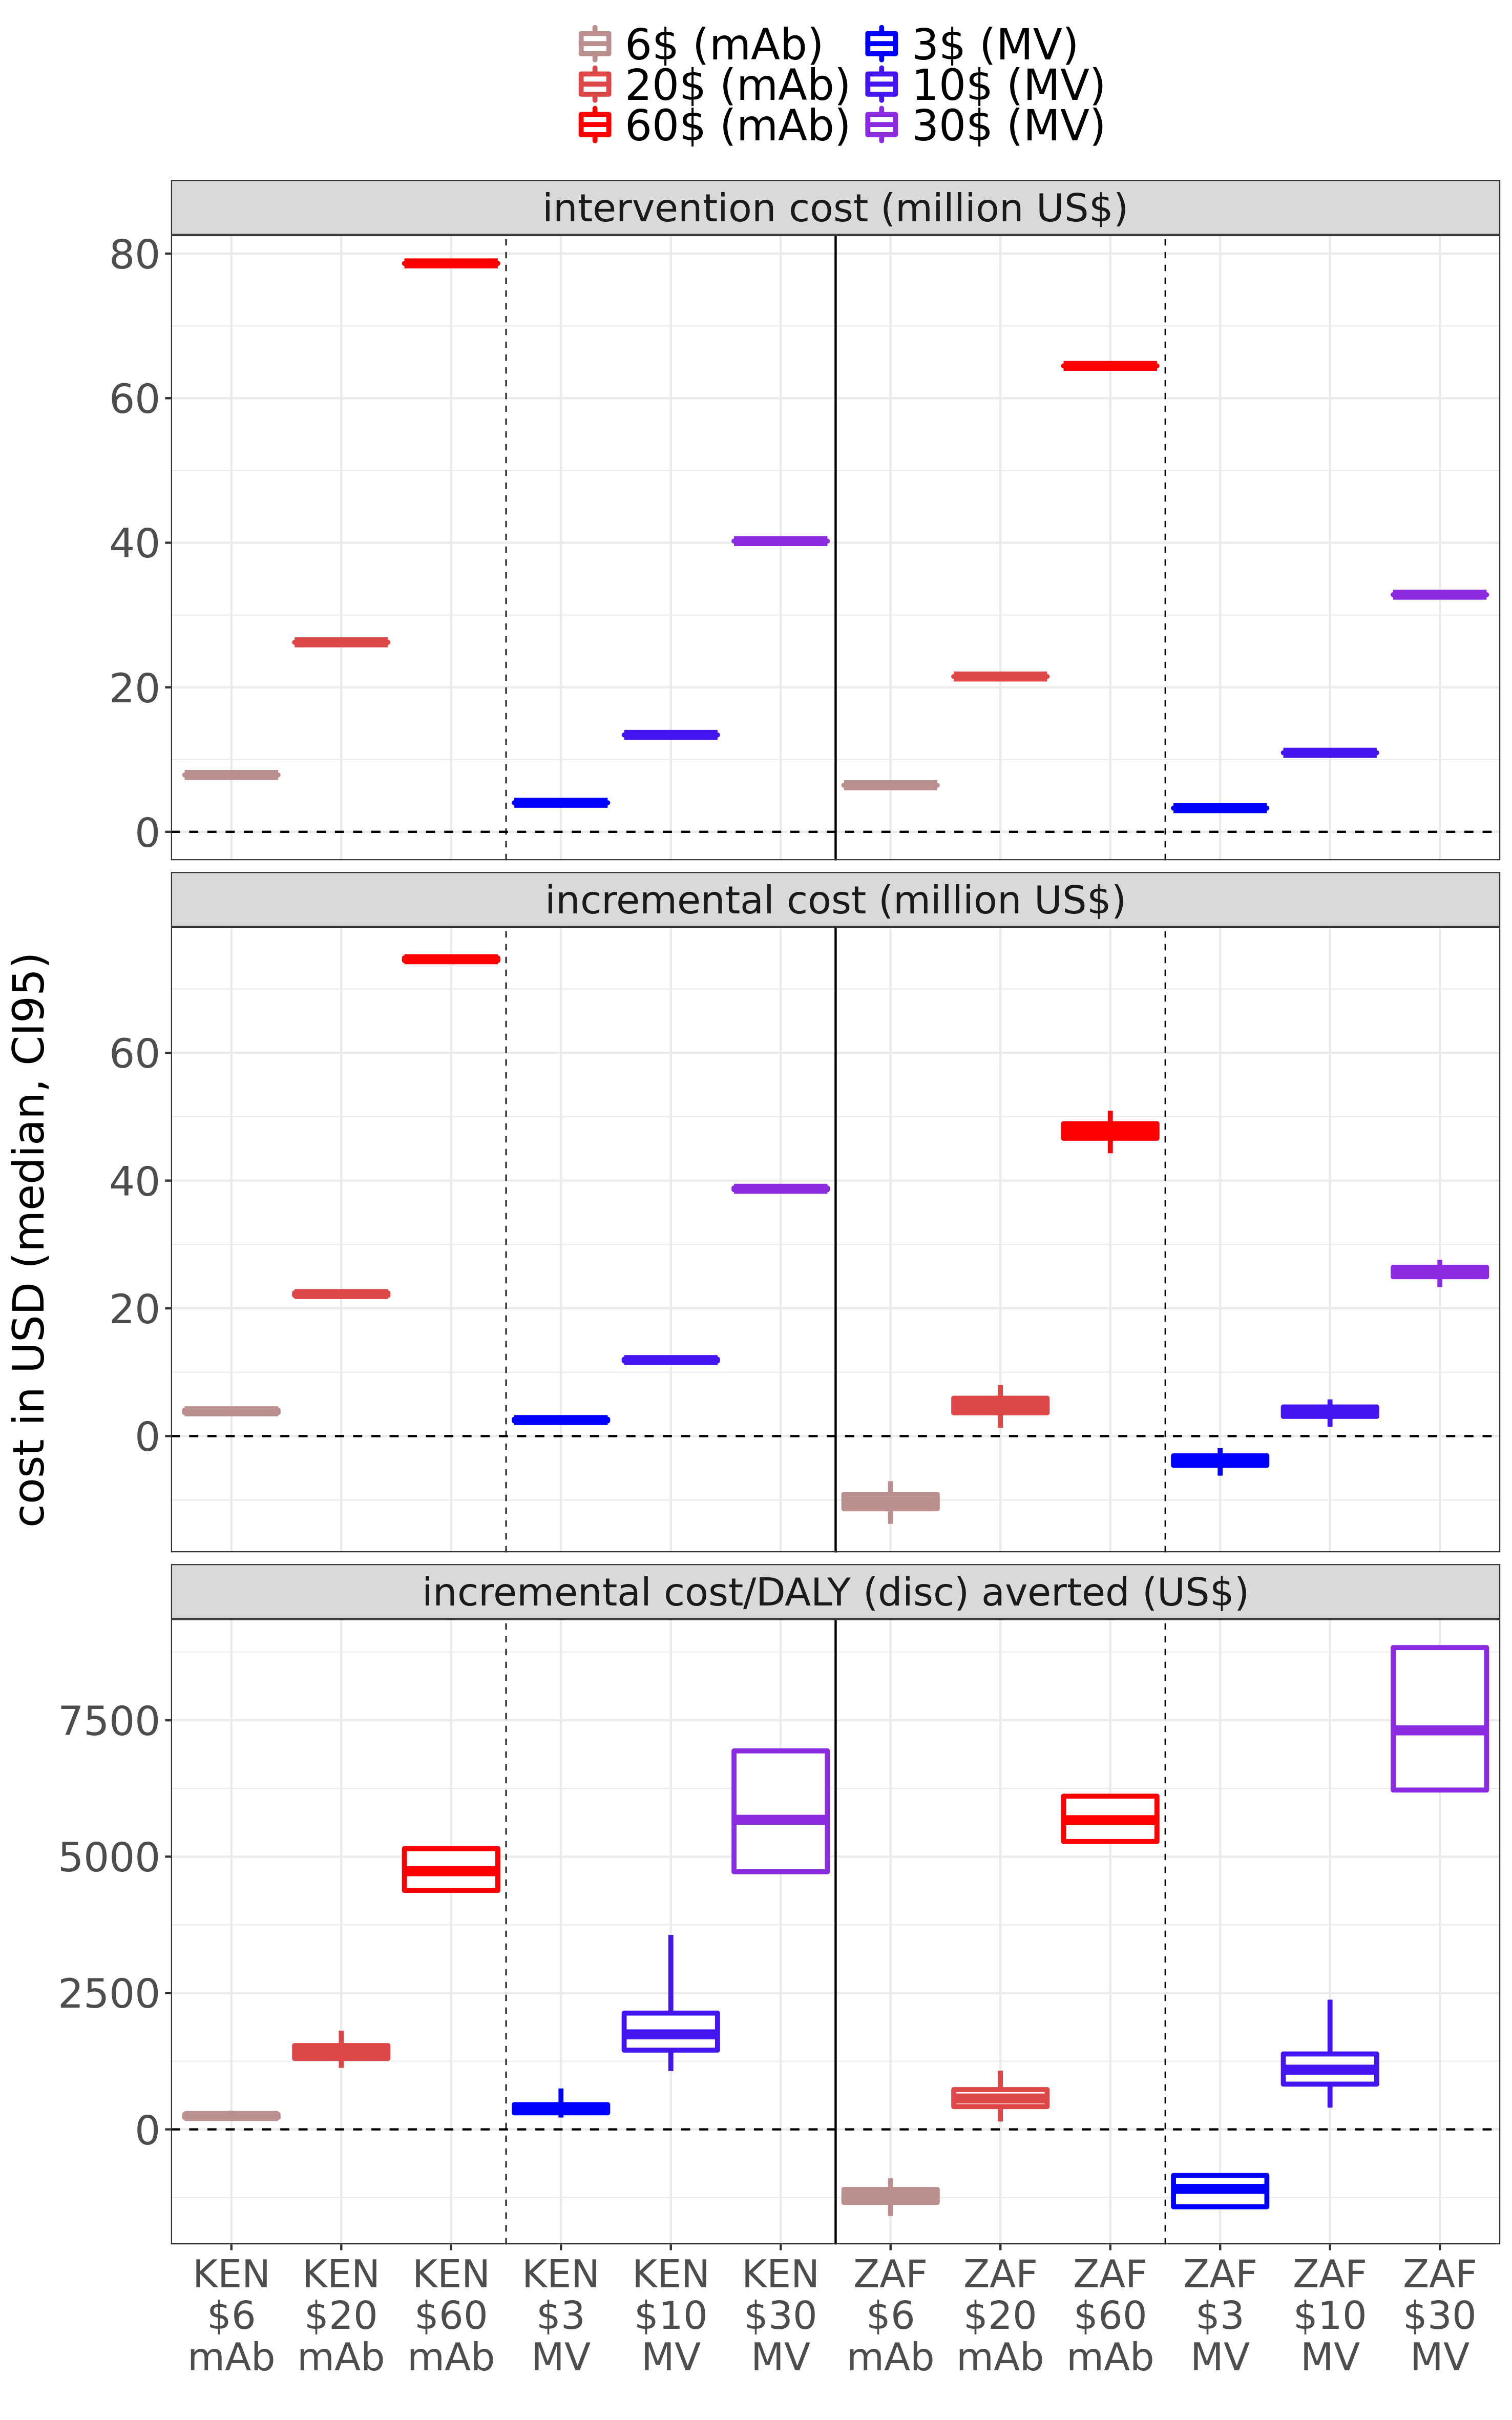 6$ (mAb) 3$ (MV)
20$ (mAb) 10$ (MV)
60$ (mAb) 30$ (MV)
intervention cost (million US$)
80
60
40
20
0
incremental cost (million US$)
60
40
20
0
cost in USD (median, CI95)
incremental cost/DALY (disc) averted (US$)
7500
5000
2500
0
KEN KEN KEN KEN KEN KEN ZAF ZAF ZAF ZAF ZAF ZAF
$6 $20 $60 $3 $10 $30 $6 $20 $60 $3 $10 $30
mAb mAb mAb MV MV MV mAb mAb mAb MV MV MV